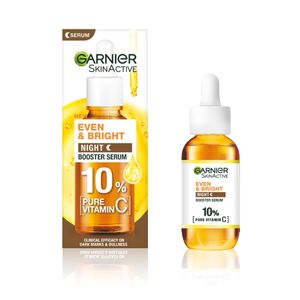 SERUM
GARNIER
SKINACTIVE
EVEN
& BRIGHT
NIGHT
BOOSTER SERUM
10%
PURE
VITAMIN C
CLINICAL EFFICACY ON
DARK MARKS & DULLNESS
GARNIER
SKINACTIVE
EVEN
& BRIGHT
NIGHT
BOOSTER SERUM
10%
[PURE VITAMIN C]